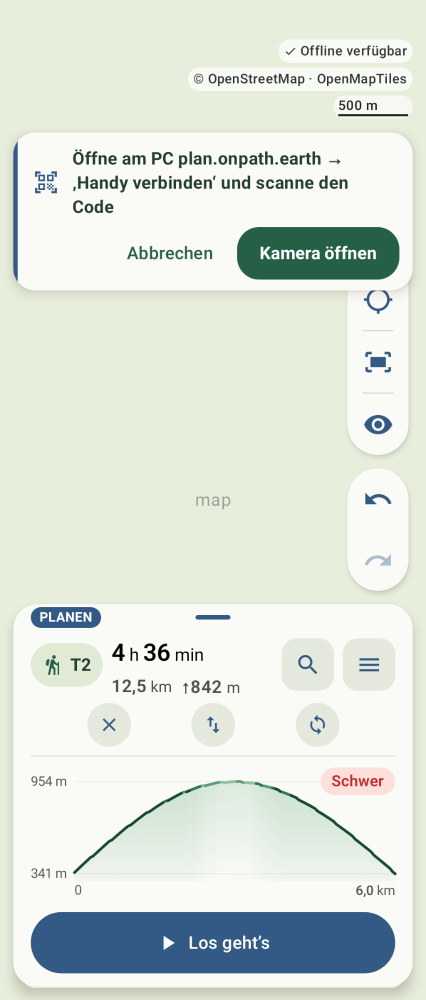 ✓ Offline verfügbar
© OpenStreetMap · OpenMapTiles
500 m
Öffne am PC plan.onpath.earth →
‚Handy verbinden‘ und scanne den
Code
Abbrechen
Kamera öffnen
map
PLANEN
T2
4 h 36 min
12,5 km ↑842 m
954 m
Schwer
341 m
0
6,0 km
Los geht’s